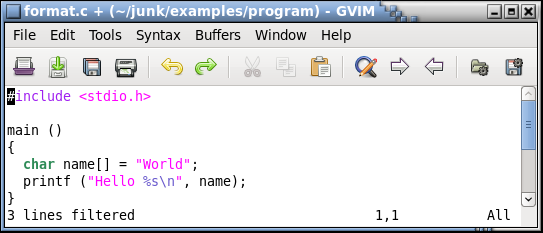 format.c + (~/junk/examples/program) - GVIM
File Edit Tools Syntax Buffers Window Help
#include <stdio.h>
main ()
{
  char name[] = "World";
  printf ("Hello %s\n", name);
}
3 lines filtered 1,1 All